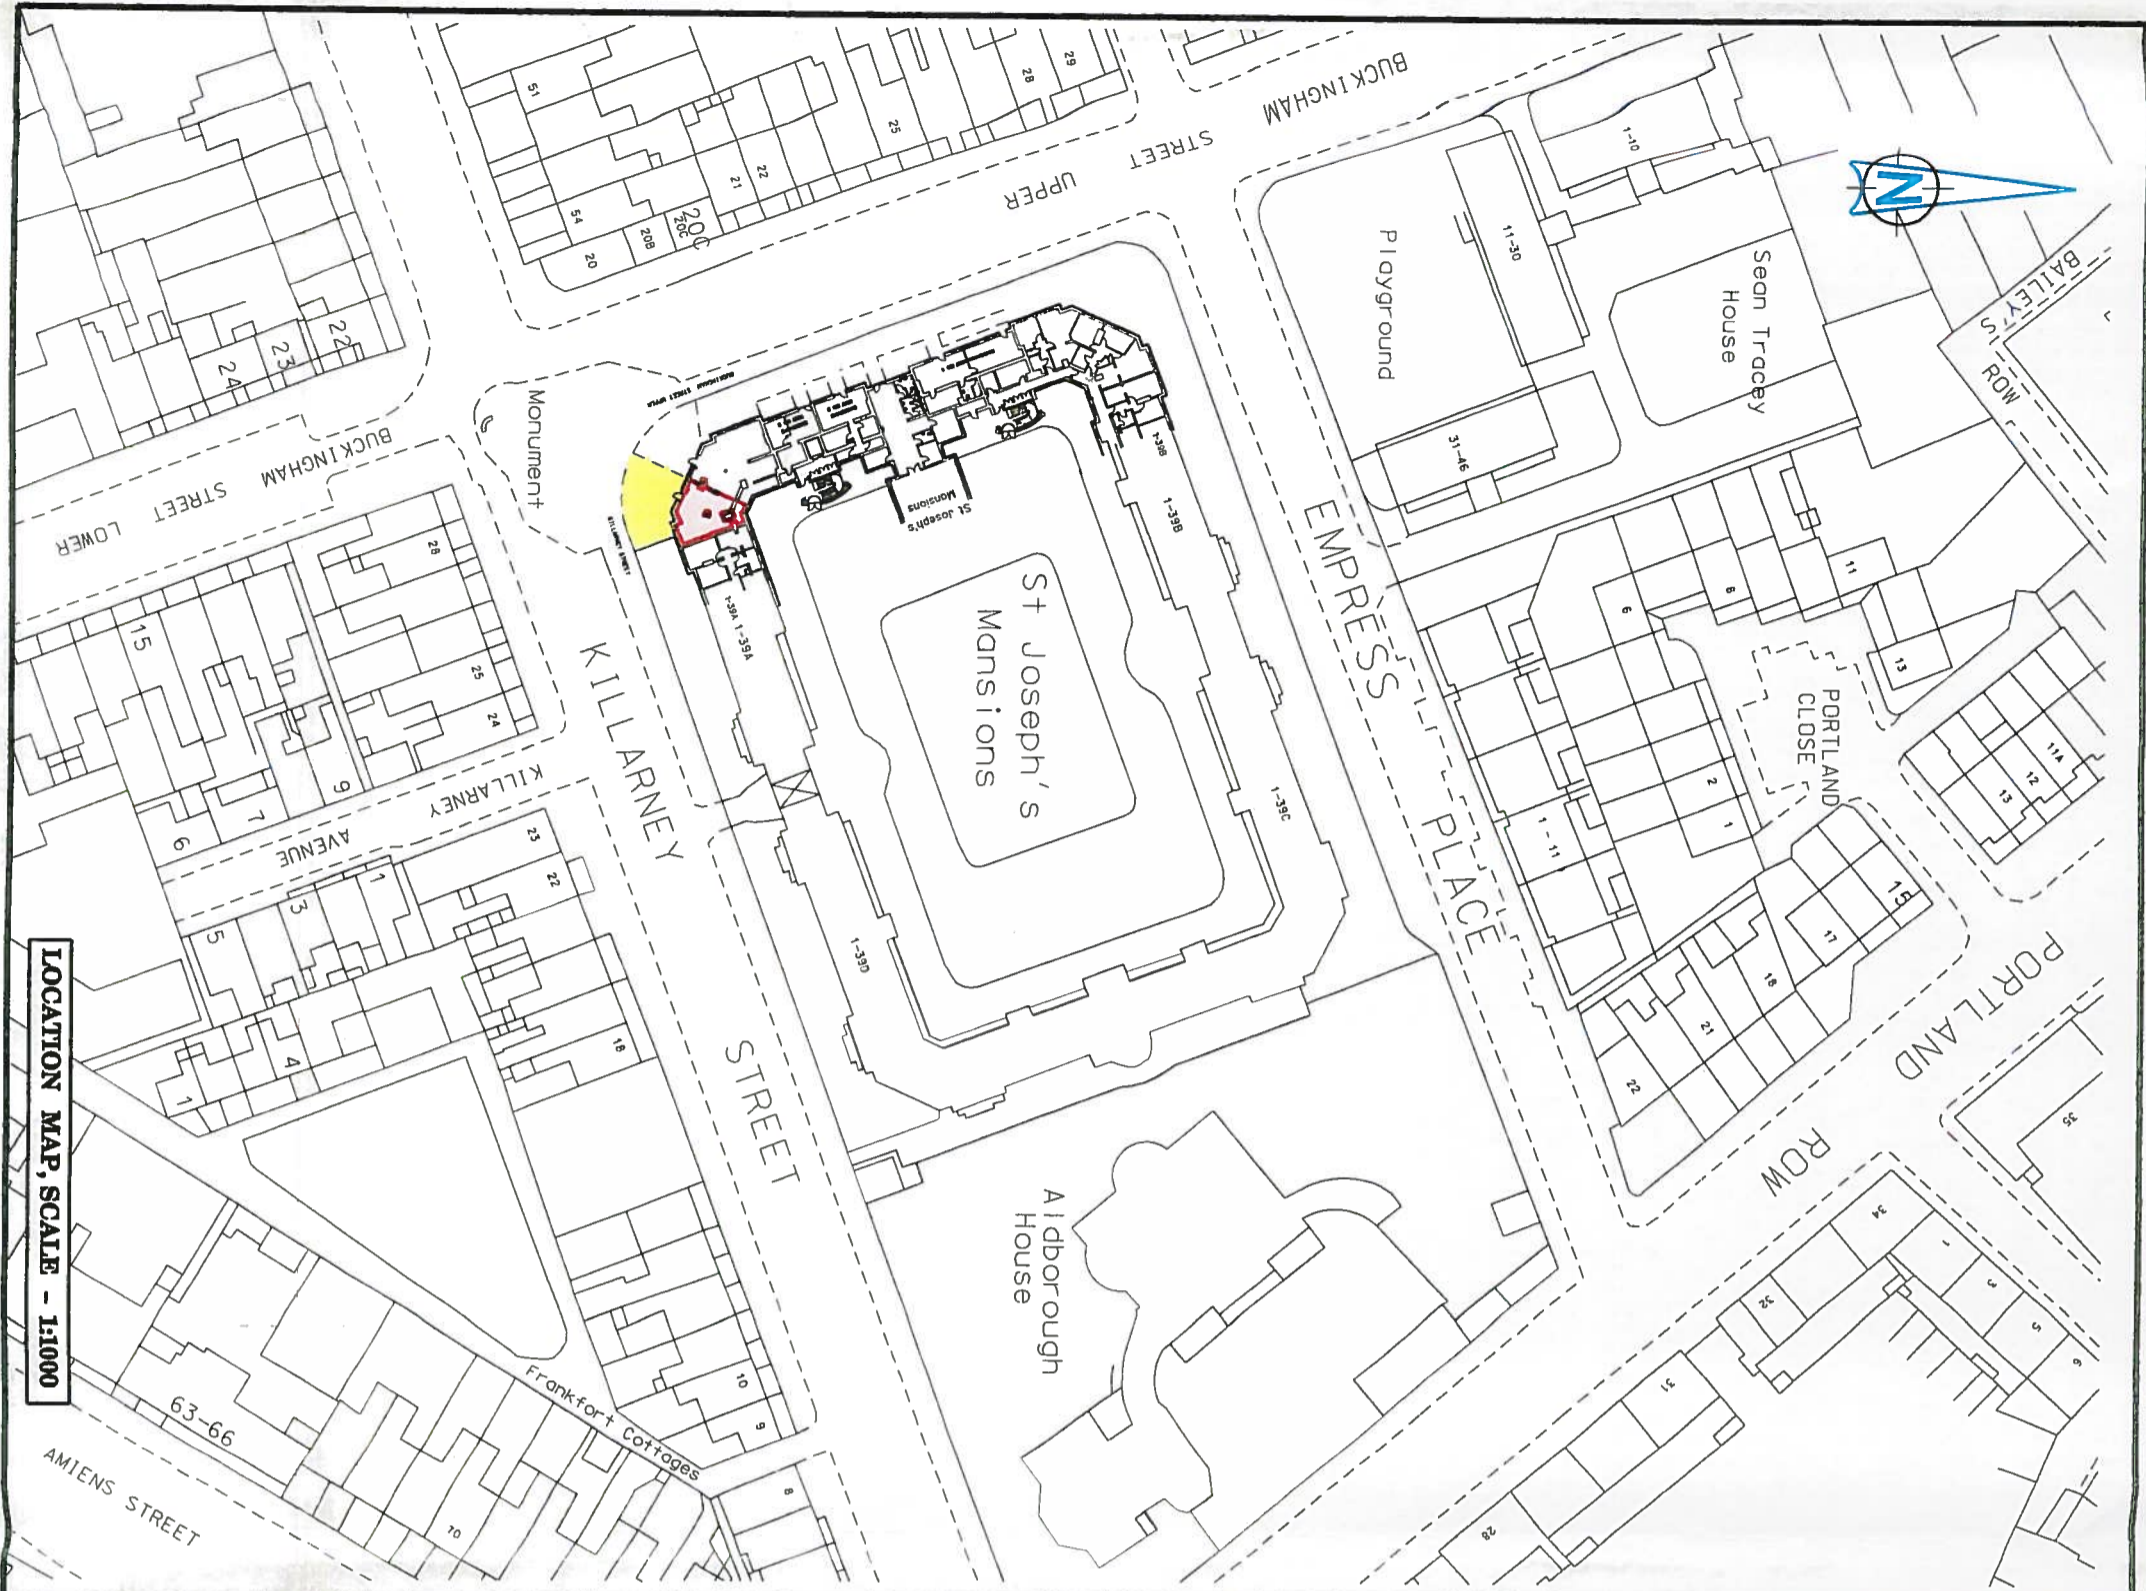 BUCKINGHAM
STREET
UPPER
51
54
20
20B
20C
20C
21
22
25
28
29
1-10
11-30
31-46
Playground
Sean Tracey
House
N
BAILEY'S
ROW
22
23
24
Monument
BUCKINGHAM
STREET
LOWER
BUCKINGHAM STREET UPPER
KILLARNEY STREET
St Joseph's
Mansions
1-39B
1-39B
1-39A
1-39A
St Joseph's
Mansions
1-39C
1-39D
EMPRESS
PLACE
6
8
11
13
PORTLAND
CLOSE
2
1
1-11
11A
12
13
15
17
18
21
22
PORTLAND
ROW
35
34
1
3
5
6
32
31
28
KILLARNEY
STREET
28
25
24
15
9
7
6
KILLARNEY
AVENUE
23
22
1
3
5
18
4
1
10
9
8
Aldborough
House
Frankfort Cottages
63-66
70
AMIENS STREET
LOCATION MAP, SCALE - 1:1000